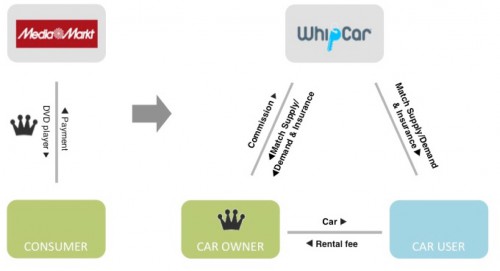 Media Markt
WhipCar
◀ Payment
DVD player ▶
Commission ▶
◀Match Supply/
◀Demand & Insurance
Match Supply/Demand
& Insurance ▶
CONSUMER
CAR OWNER
Car ▶
◀ Rental fee
CAR USER